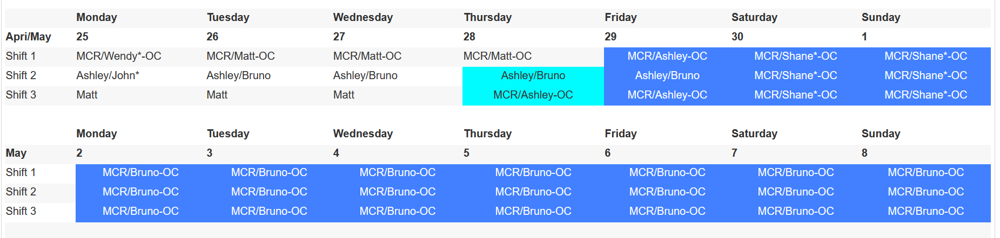 Monday Tuesday Wednesday Thursday Friday Saturday Sunday
Apri/May 25 26 27 28 29 30 1
Shift 1 MCR/Wendy*-OC MCR/Matt-OC MCR/Matt-OC MCR/Matt-OC MCR/Ashley-OC MCR/Shane*-OC MCR/Shane*-OC
Shift 2 Ashley/John* Ashley/Bruno Ashley/Bruno Ashley/Bruno Ashley/Bruno MCR/Shane*-OC MCR/Shane*-OC
Shift 3 Matt Matt Matt MCR/Ashley-OC MCR/Ashley-OC MCR/Shane*-OC MCR/Shane*-OC
Monday Tuesday Wednesday Thursday Friday Saturday Sunday
May 2 3 4 5 6 7 8
Shift 1 MCR/Bruno-OC MCR/Bruno-OC MCR/Bruno-OC MCR/Bruno-OC MCR/Bruno-OC MCR/Bruno-OC MCR/Bruno-OC
Shift 2 MCR/Bruno-OC MCR/Bruno-OC MCR/Bruno-OC MCR/Bruno-OC MCR/Bruno-OC MCR/Bruno-OC MCR/Bruno-OC
Shift 3 MCR/Bruno-OC MCR/Bruno-OC MCR/Bruno-OC MCR/Bruno-OC MCR/Bruno-OC MCR/Bruno-OC MCR/Bruno-OC